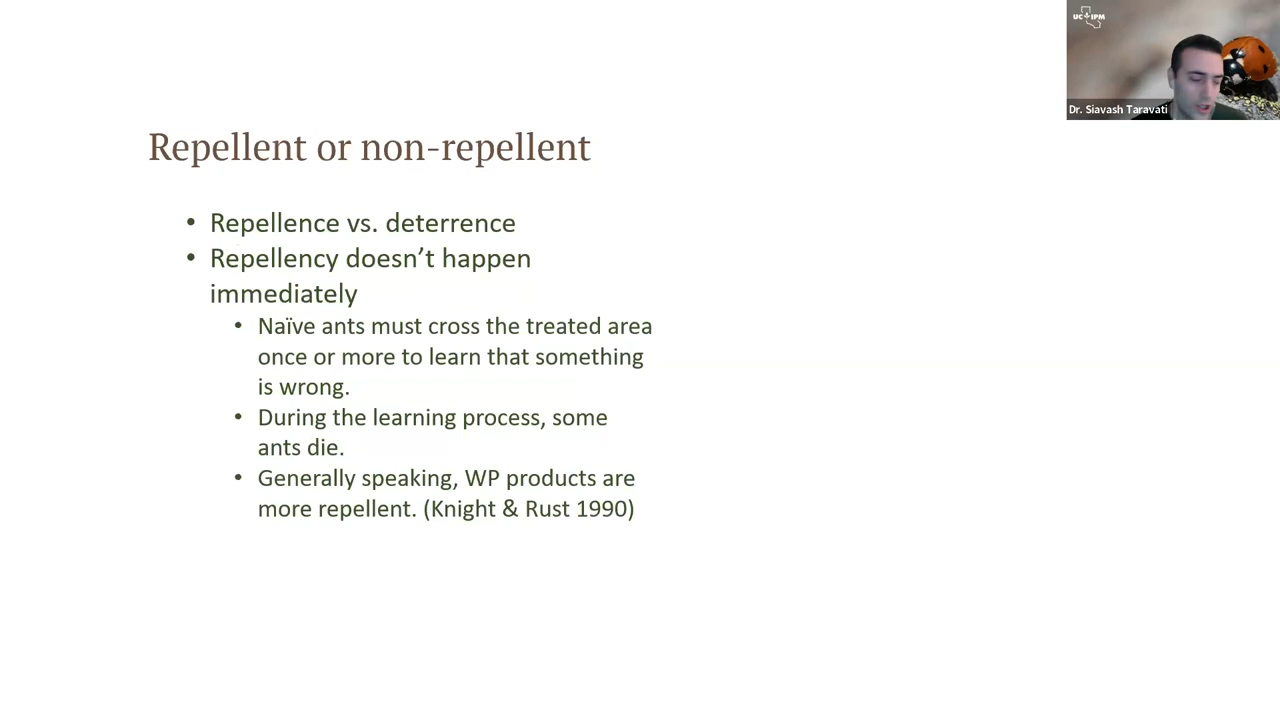 UC IPM
Dr. Siavash Taravati
Repellent or non-repellent
• Repellence vs. deterrence
• Repellency doesn’t happen
immediately
• Naïve ants must cross the treated area
once or more to learn that something
is wrong.
• During the learning process, some
ants die.
• Generally speaking, WP products are
more repellent. (Knight & Rust 1990)